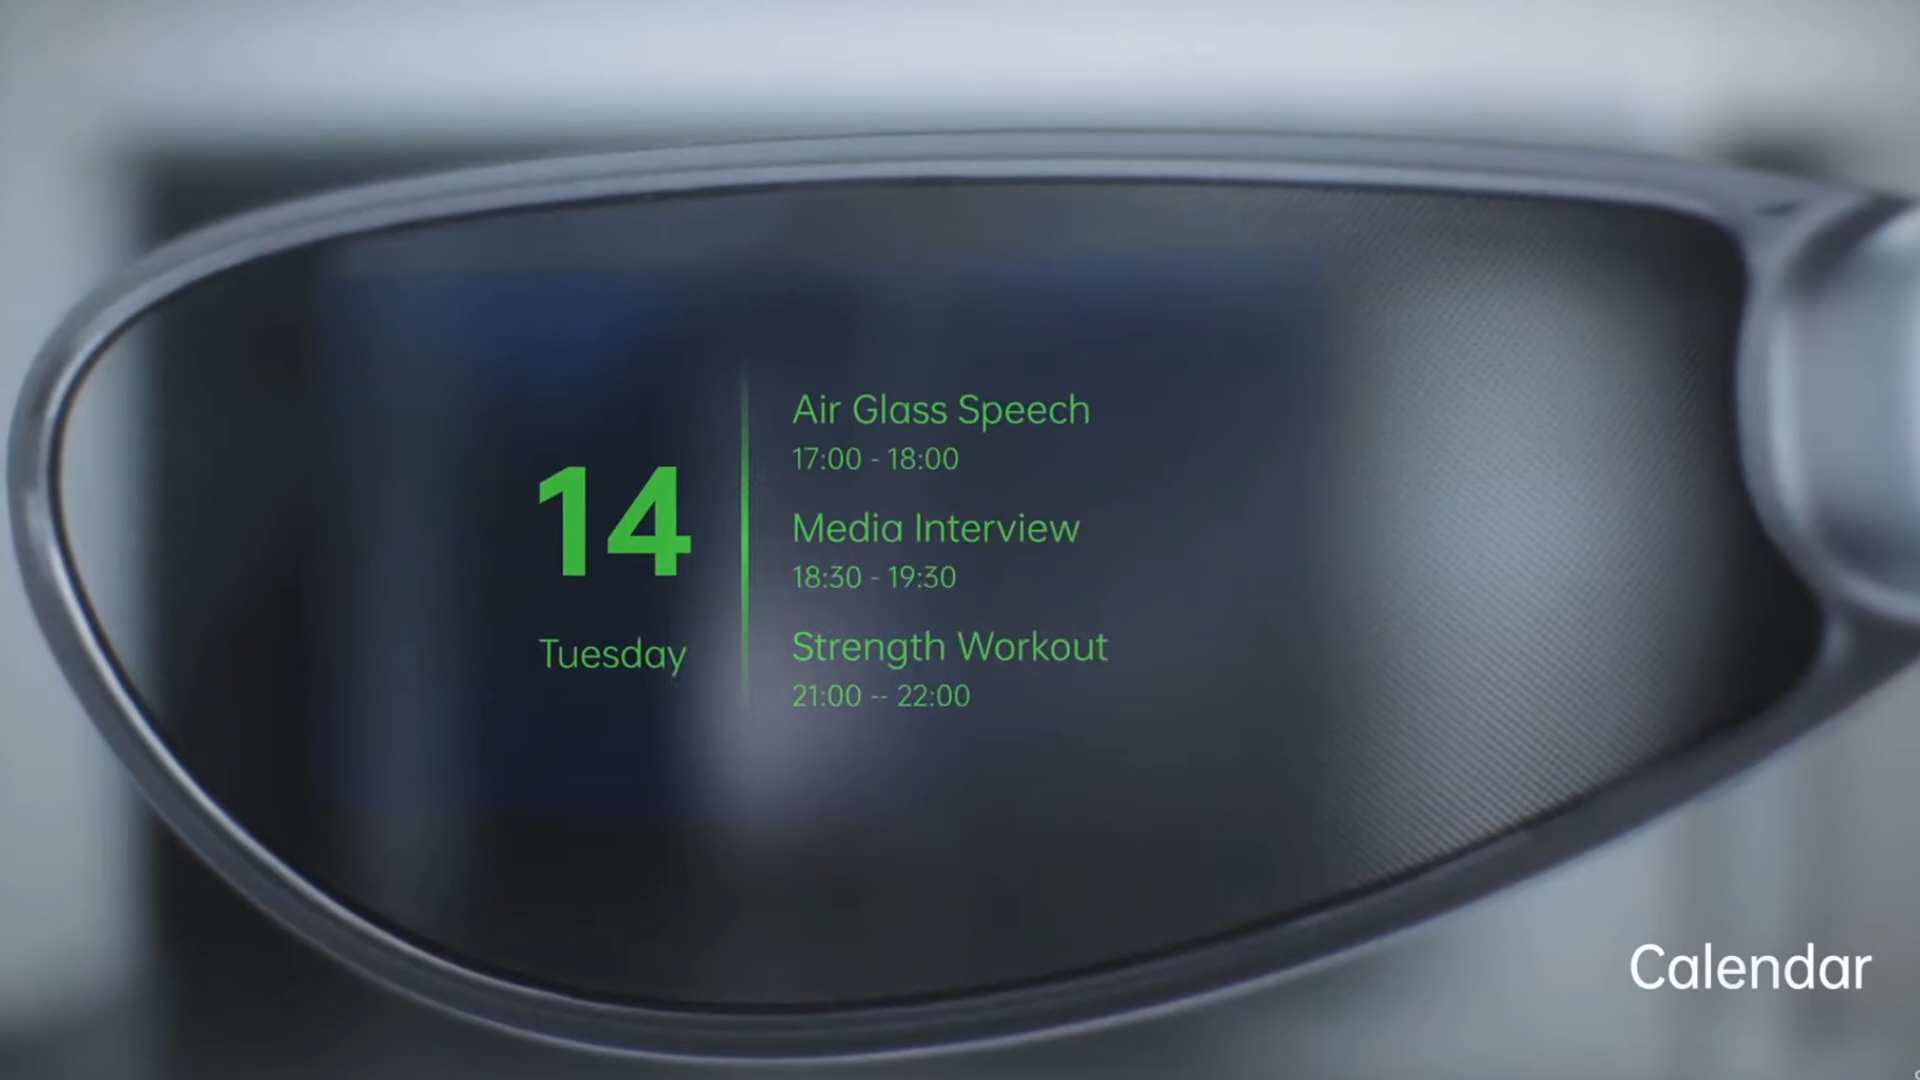 14
Tuesday
Air Glass Speech
17:00 - 18:00
Media Interview
18:30 - 19:30
Strength Workout
21:00 -- 22:00
Calendar